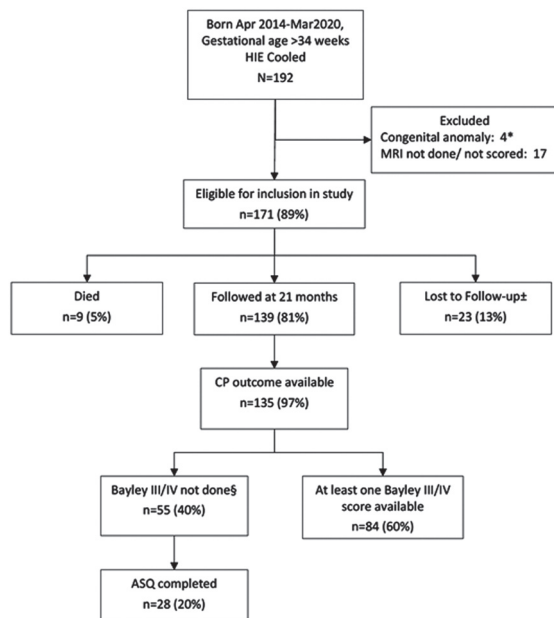 Born Apr 2014-Mar2020,
Gestational age >34 weeks
HIE Cooled
N=192
Excluded
Congenital anomaly: 4*
MRI not done/ not scored: 17
Eligible for inclusion in study
n=171 (89%)
Died
n=9 (5%)
Followed at 21 months
n=139 (81%)
Lost to Follow-up±
n=23 (13%)
CP outcome available
n=135 (97%)
Bayley III/IV not done§
n=55 (40%)
At least one Bayley III/IV
score available
n=84 (60%)
ASQ completed
n=28 (20%)